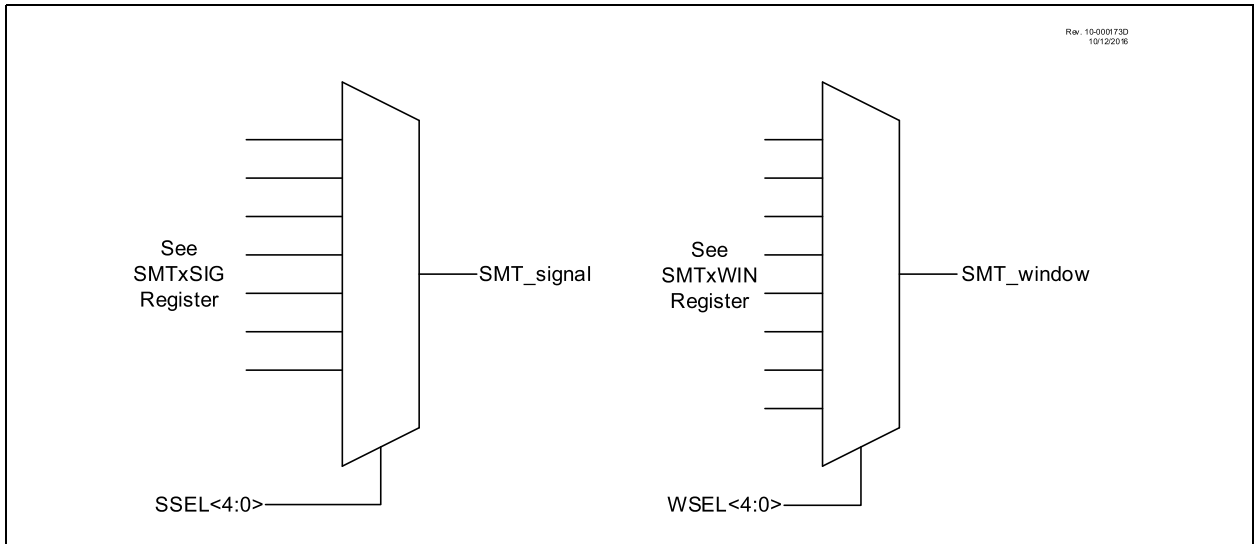 Rev. 10-000173D
10/12/2016
See
SMTxSIG
Register
SMT_signal
See
SMTxWIN
Register
SMT_window
SSEL<4:0>
WSEL<4:0>